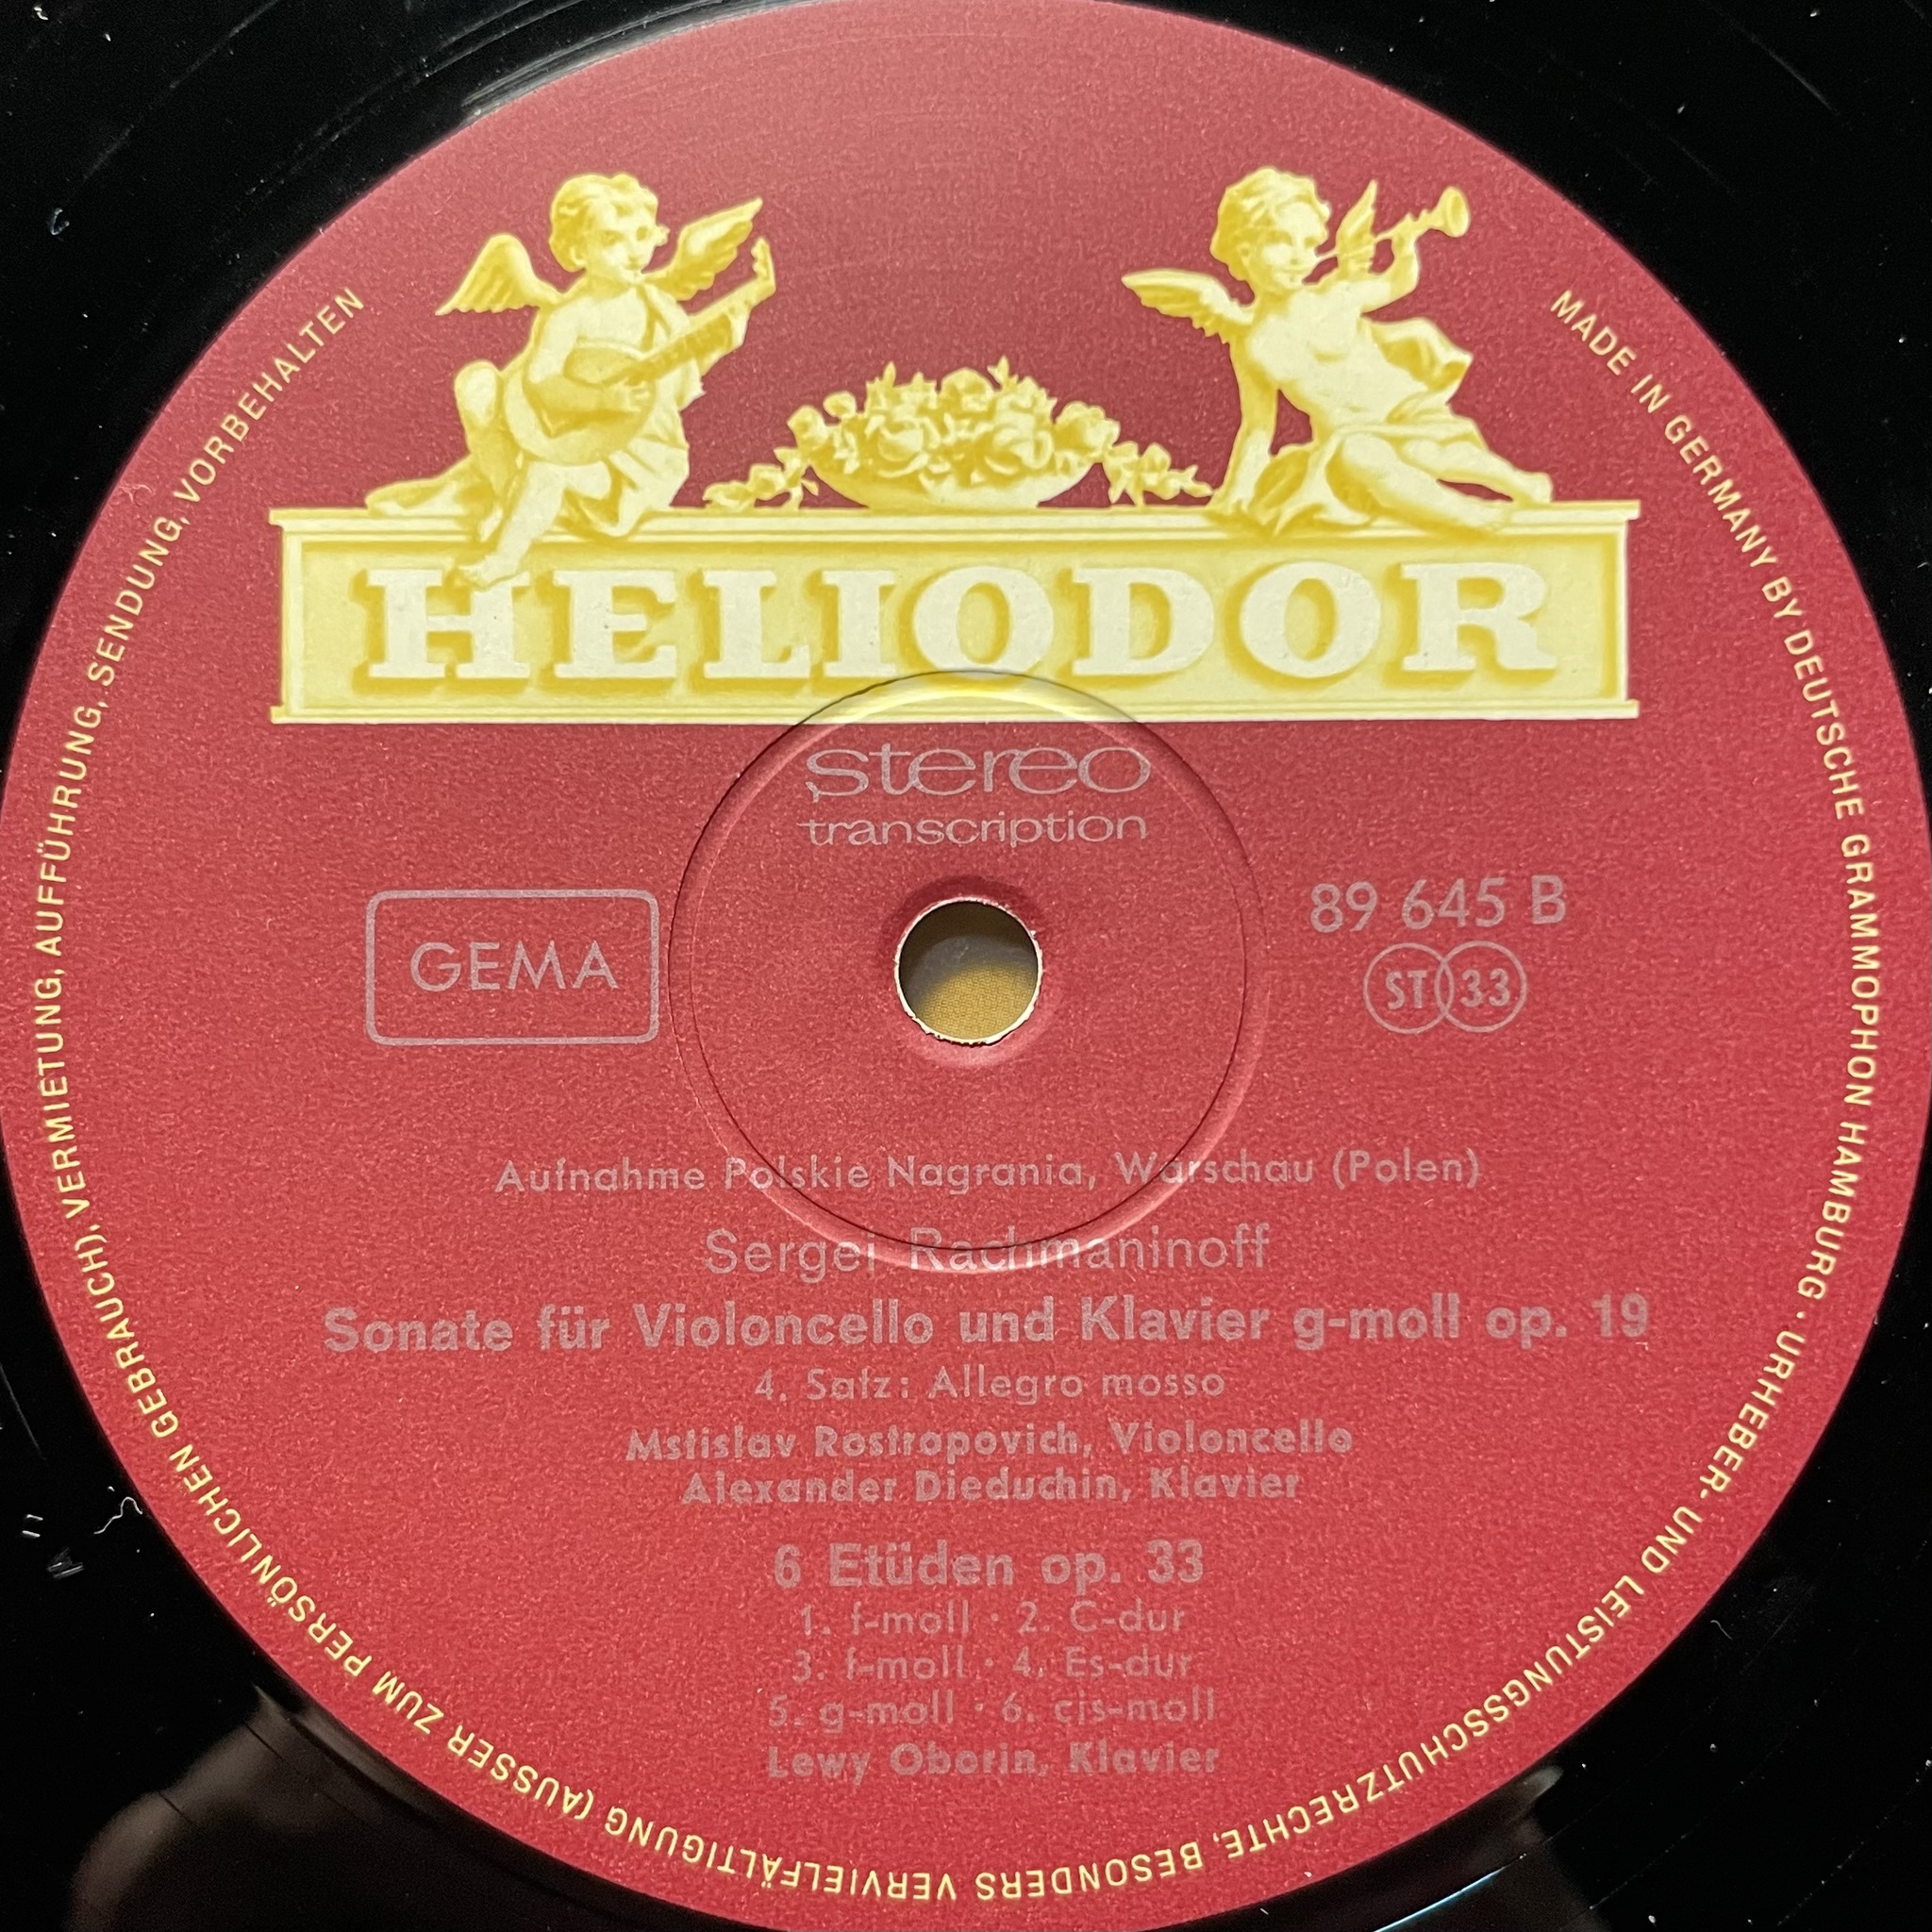 HELIODOR
stereo
transcription
GEMA
89 645 B
ST 33
Aufnahme Polskie Nagrania, Warschau (Polen)
Sergei Rachmaninoff
Sonate für Violoncello und Klavier g-moll op. 19
4. Satz: Allegro mosso
Mstislav Rostropovich, Violoncello
Alexander Dieduchin, Klavier
6 Etüden op. 33
1. f-moll · 2. C-dur
3. f-moll · 4. Es-dur
5. g-moll · 6. cis-moll
Lewy Oborin, Klavier
MADE IN GERMANY BY DEUTSCHE GRAMMOPHON HAMBURG · URHEBER- UND LEISTUNGSSCHUTZRECHTE, BESONDERS VERVIELFÄLTIGUNG (AUSSER ZUM PERSÖNLICHEN GEBRAUCH), VERMIETUNG, AUFFÜHRUNG, SENDUNG, VORBEHALTEN